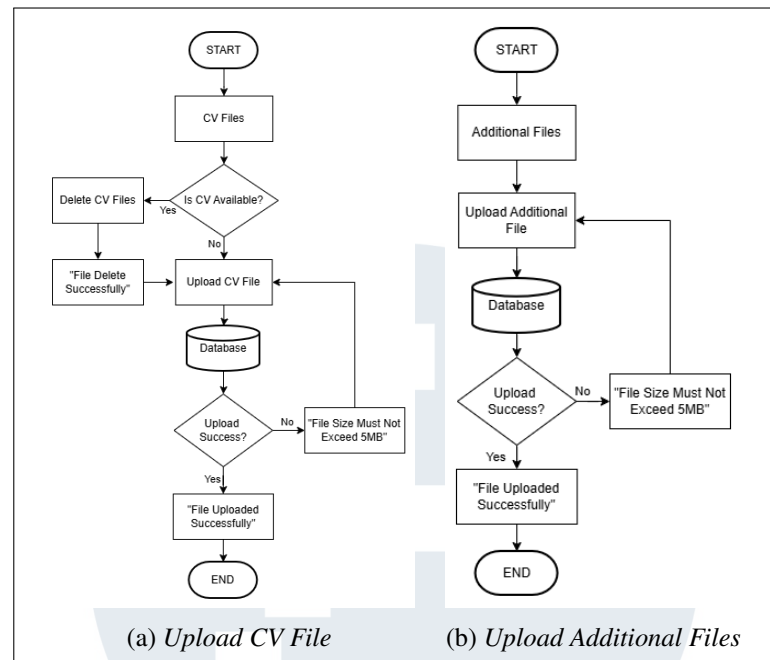 START
CV Files
Is CV Available?
Yes
No
Delete CV Files
"File Delete
Successfully"
Upload CV File
Database
Upload
Success?
No
"File Size Must Not
Exceed 5MB"
Yes
"File Uploaded
Successfully"
END
(a) Upload CV File
START
Additional Files
Upload Additional
File
Database
Upload
Success?
No
"File Size Must Not
Exceed 5MB"
Yes
"File Uploaded
Successfully"
END
(b) Upload Additional Files